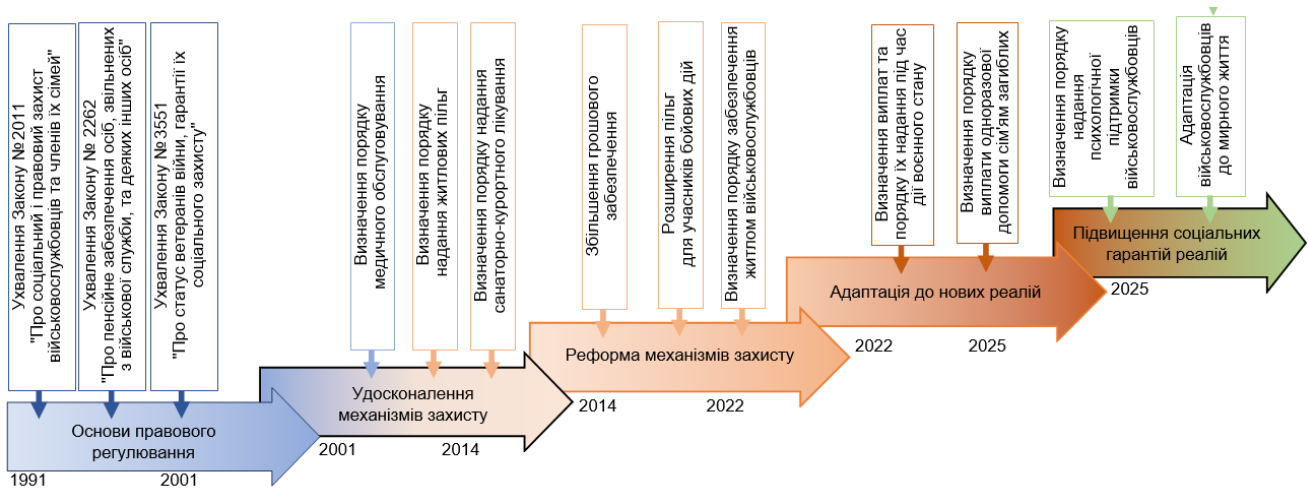 Ухвалення Закону №2011
"Про соціальний і правовий захист
військовослужбовців та членів їх сімей"
Ухвалення Закону № 2262
"Про пенсійне забезпечення осіб, звільнених
з військової служби, та деяких інших осіб"
Ухвалення Закону №3551
"Про статус ветеранів війни, гарантії їх
соціального захисту"
Основи правового
регулювання
1991
2001
Визначення порядку
медичного обслуговування
Визначення порядку
надання житлових пільг
Визначення порядку надання
санаторно-курортного лікування
Удосконалення
механізмів захисту
2001
2014
Збільшення грошового
забезпечення
Розширення пільг
для учасників бойових дій
Визначення порядку забезпечення
житлом військовослужбовців
Реформа механізмів захисту
2014
2022
Визначення виплат та
порядку їх надання під час
дії воєнного стану
Визначення порядку
виплати одноразової
допомоги сім'ям загиблих
Адаптація до нових реалій
2022
2025
Визначення порядку
надання
психологічної
підтримки
військовослужбовців
Адаптація
військовослужбовців
до мирного життя
Підвищення соціальних
гарантій реалій
2025